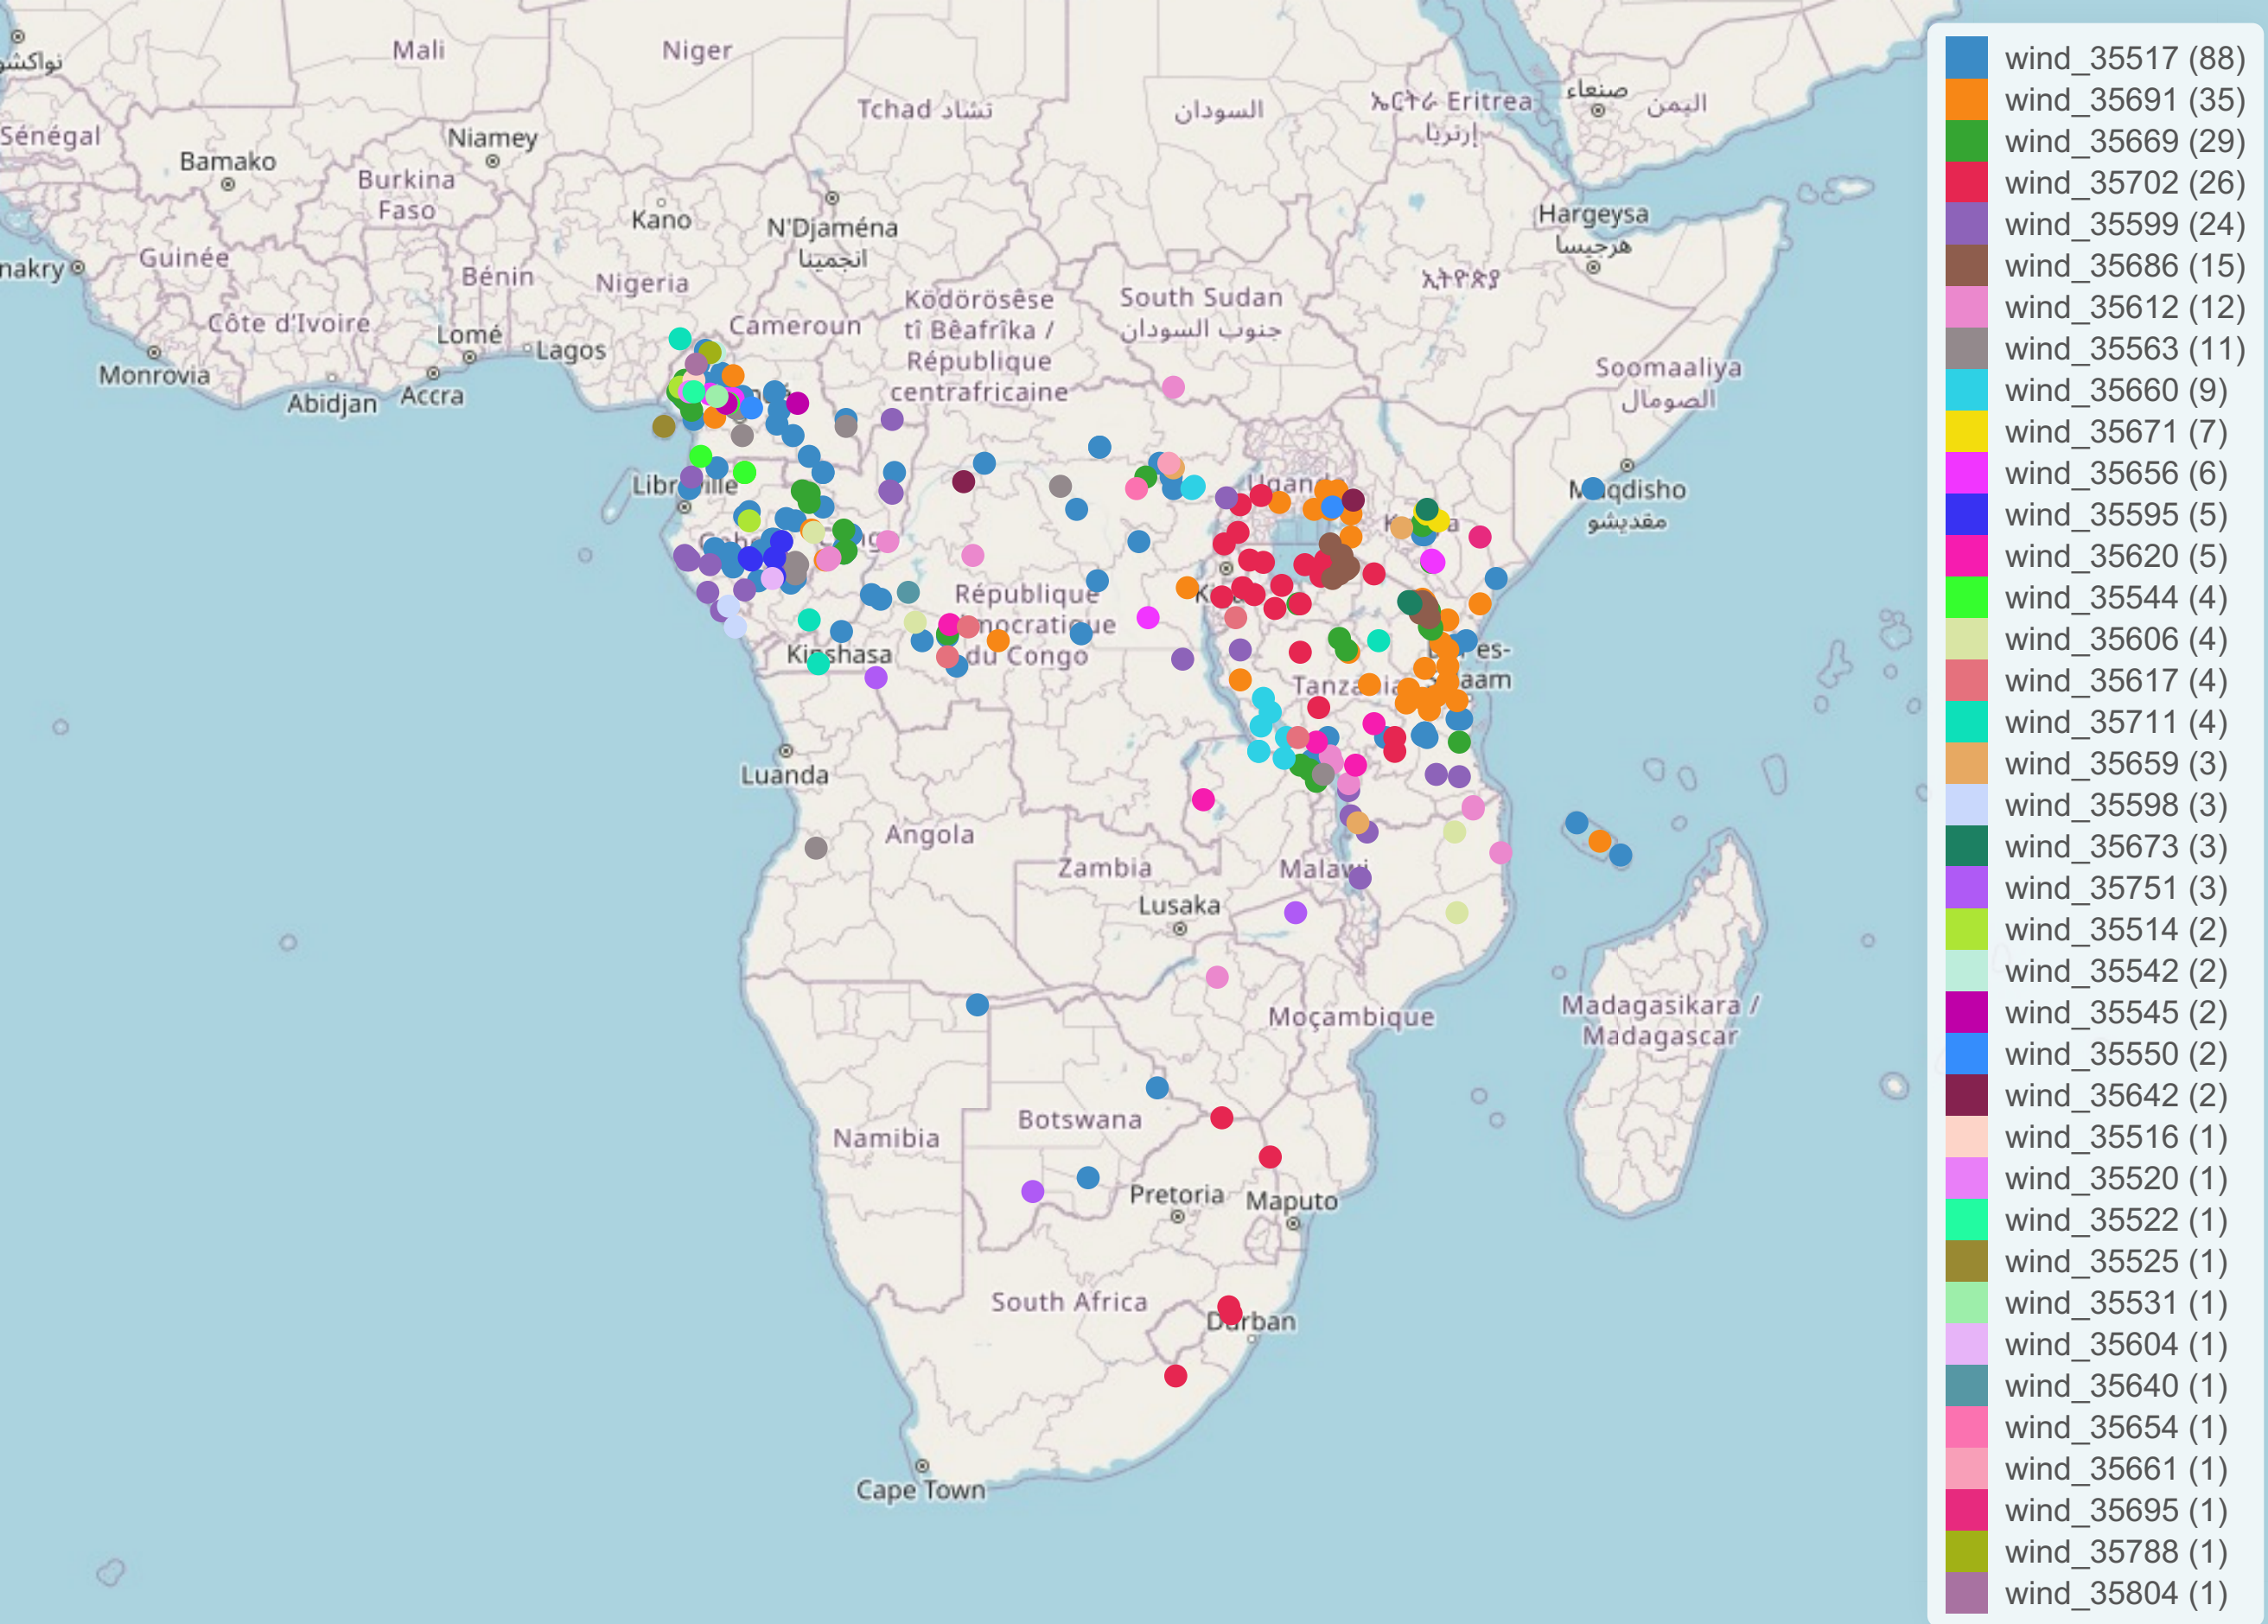 Mali
Niger
نواكشو
Tchad تشاد
السودان
ኤርትራ Eritrea
إرتريا
صنعاء
اليمن
Sénégal
Niamey
Bamako
Burkina
Faso
Kano
N'Djaména
انجمينا
Hargeysa
هرجيسا
Guinée
nakry
Bénin
Nigeria
ኢትዮጵያ
Côte d'Ivoire
Lomé
Lagos
Cameroun
Ködörösêse
tî Bêafrîka /
République
centrafricaine
South Sudan
جنوب السودان
Monrovia
Abidjan
Accra
Soomaaliya
الصومال
Muqdisho
مقديشو
République
du Congo
Kinshasa
Tanzania
Luanda
Angola
Zambia
Malawi
Lusaka
Moçambique
Madagasikara /
Madagascar
Namibia
Botswana
Pretoria
Maputo
South Africa
Durban
Cape Town
wind_35517 (88)
wind_35691 (35)
wind_35669 (29)
wind_35702 (26)
wind_35599 (24)
wind_35686 (15)
wind_35612 (12)
wind_35563 (11)
wind_35660 (9)
wind_35671 (7)
wind_35656 (6)
wind_35595 (5)
wind_35620 (5)
wind_35544 (4)
wind_35606 (4)
wind_35617 (4)
wind_35711 (4)
wind_35659 (3)
wind_35598 (3)
wind_35673 (3)
wind_35751 (3)
wind_35514 (2)
wind_35542 (2)
wind_35545 (2)
wind_35550 (2)
wind_35642 (2)
wind_35516 (1)
wind_35520 (1)
wind_35522 (1)
wind_35525 (1)
wind_35531 (1)
wind_35604 (1)
wind_35640 (1)
wind_35654 (1)
wind_35661 (1)
wind_35695 (1)
wind_35788 (1)
wind_35804 (1)